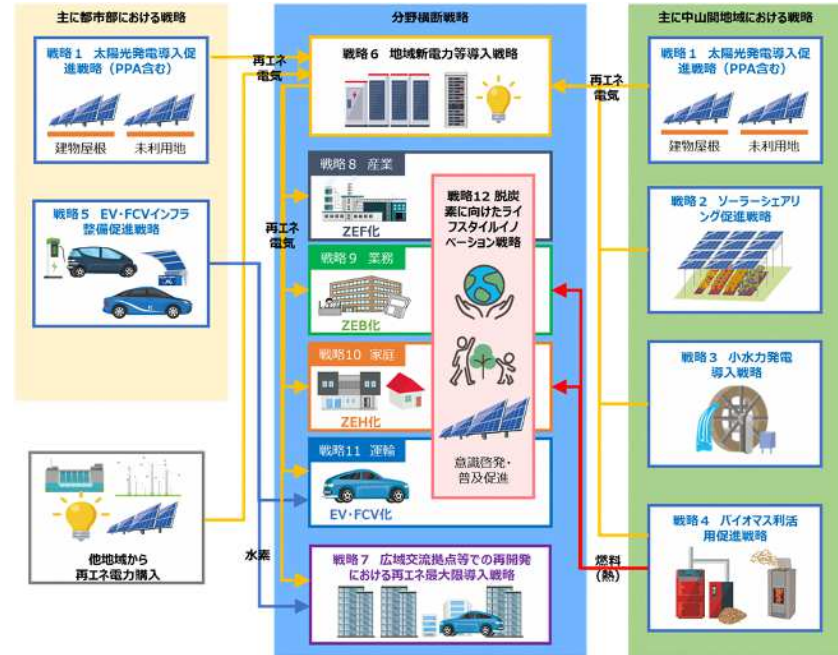 主に都市部における戦略
戦略1 太陽光発電導入促
進戦略（PPA含む）
建物屋根
未利用地
戦略5 EV・FCVインフラ
整備促進戦略
他地域から
再エネ電力購入
再エネ
電気
再エネ
電気
水素
分野横断戦略
戦略6 地域新電力等導入戦略
戦略8 産業
ZEF化
戦略9 業務
ZEB化
戦略10 家庭
ZEH化
戦略11 運輸
EV・FCV化
戦略12 脱炭
素に向けたライ
フスタイルイノ
ベーション戦略
意識啓発・
普及促進
戦略7 広域交流拠点等での再開発
における再エネ最大限導入戦略
再エネ
電気
燃料
(熱)
主に中山間地域における戦略
戦略1 太陽光発電導入促
進戦略（PPA含む）
建物屋根
未利用地
戦略2 ソーラーシェアリ
ング促進戦略
戦略3 小水力発電
導入戦略
戦略4 バイオマス利活
用促進戦略